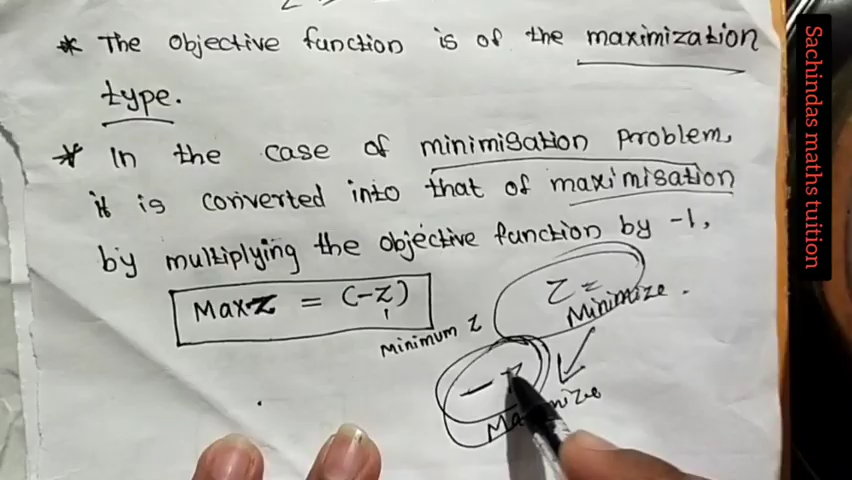 * The objective function is of the maximization
type.
* In the case of minimisation problem,
it is converted into that of maximisation
by multiplying the objective function by -1,
Max Z = (-Z)
Minimum Z
Z =
Minimize.
Sachindas maths tuition